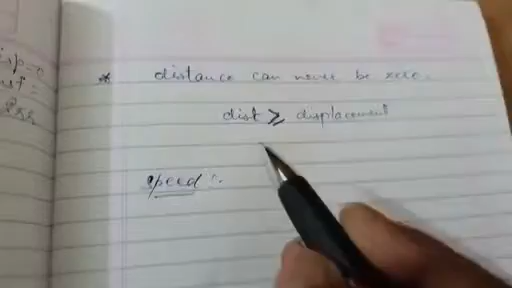 * distance can never be zero.
dist ≥ displacement
speed :